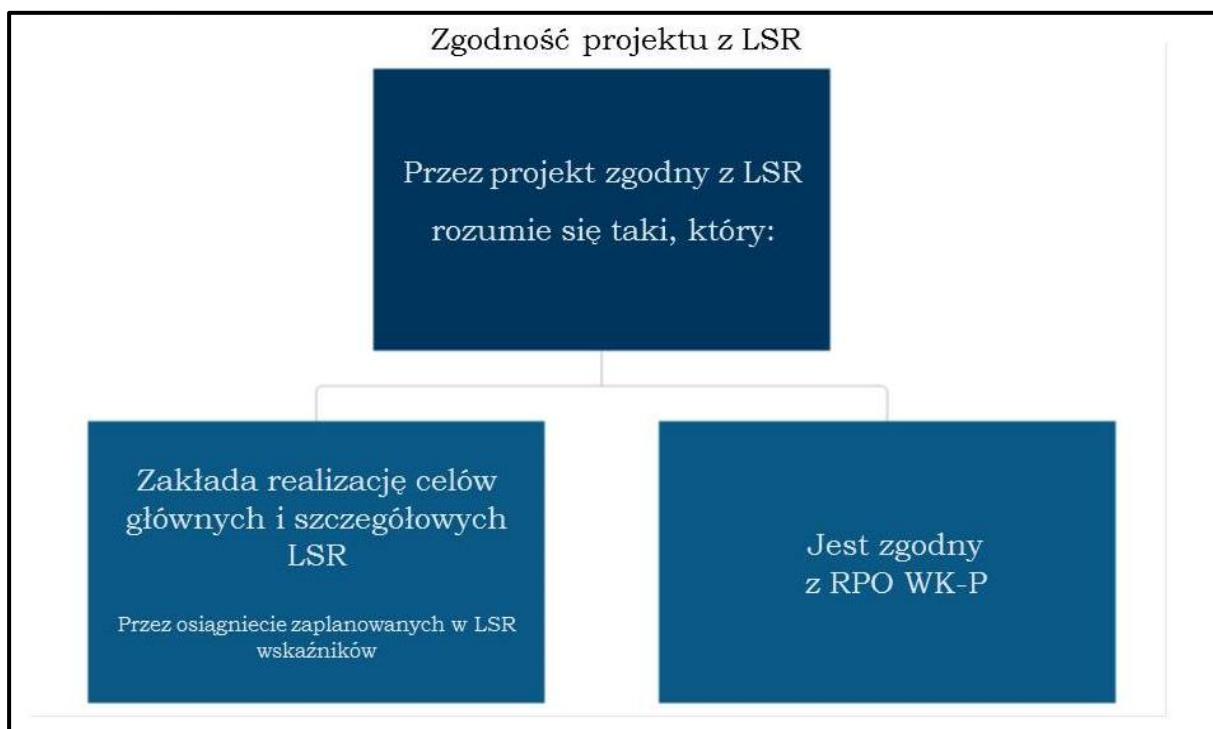 Zgodność projektu z LSR
Przez projekt zgodny z LSR
rozumie się taki, który:
Zakłada realizację celów
głównych i szczegółowych
LSR
Przez osiągniecie zaplanowanych w LSR
wskaźników
Jest zgodny
z RPO WK-P